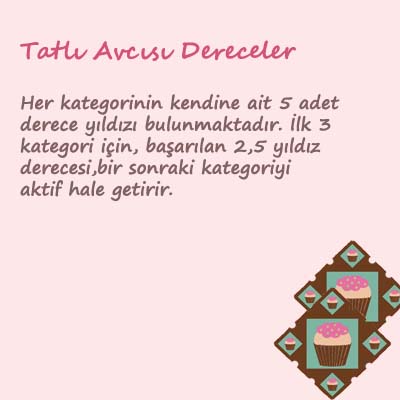 Tatlı Avcısı Dereceler
Her kategorinin kendine ait 5 adet
derece yıldızı bulunmaktadır. İlk 3
kategori için, başarılan 2,5 yıldız
derecesi,bir sonraki kategoriyi
aktif hale getirir.